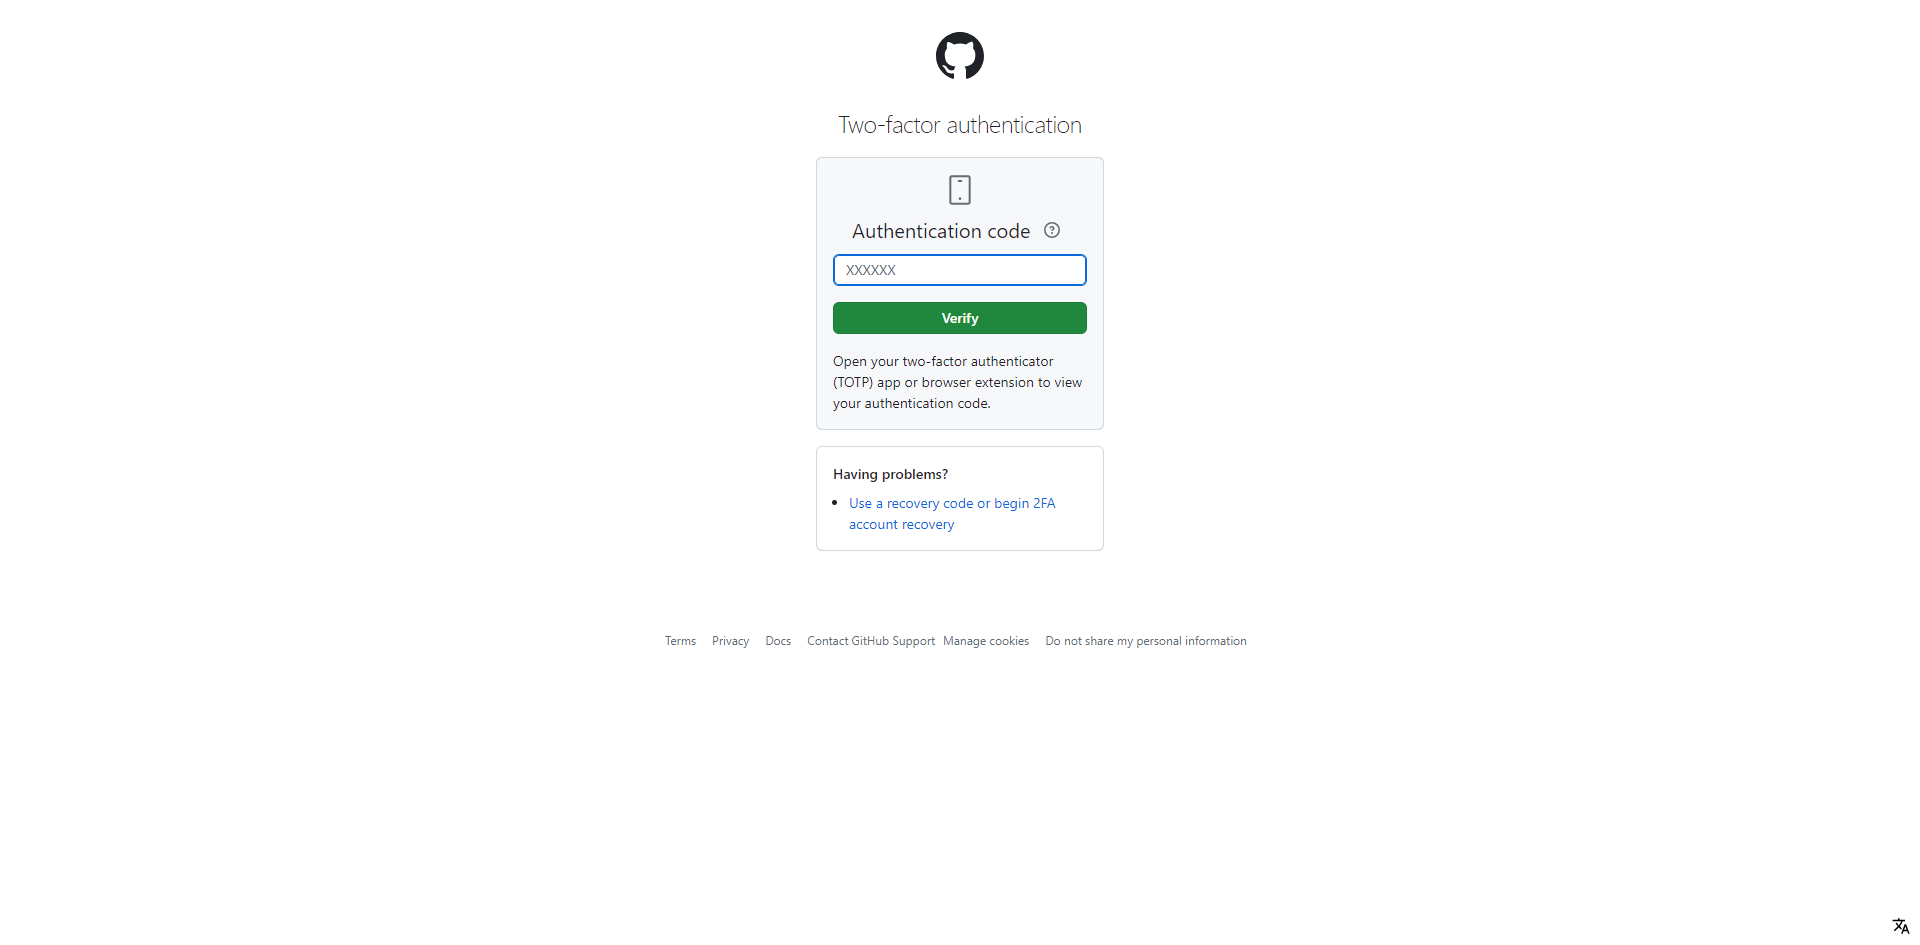 Two-factor authentication
Authentication code
XXXXXX
Verify
Open your two-factor authenticator
(TOTP) app or browser extension to view
your authentication code.
Having problems?
Use a recovery code or begin 2FA
account recovery
Terms Privacy Docs Contact GitHub Support Manage cookies Do not share my personal information